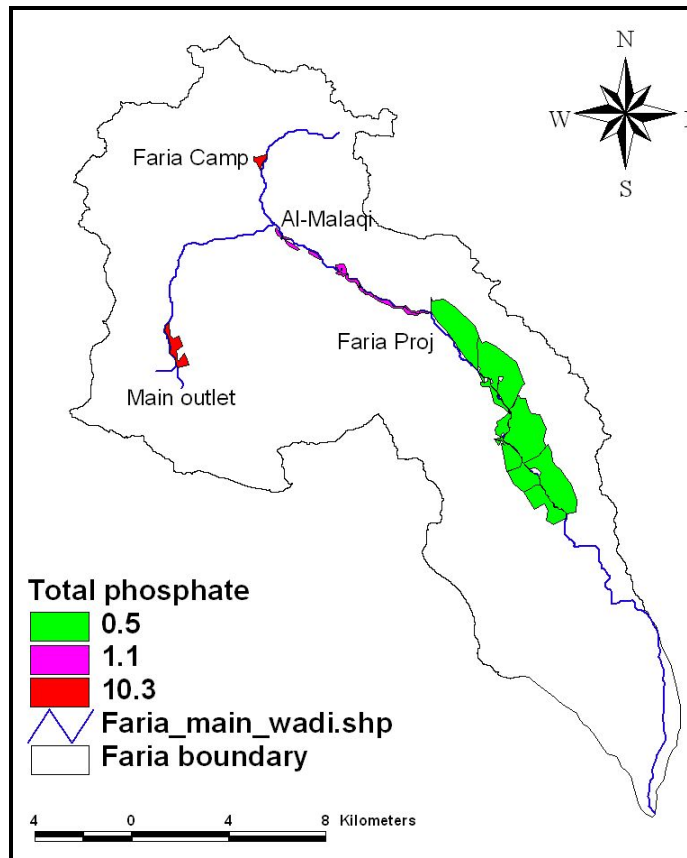 N
W
E
S
Faria Camp
Al-Malaqi
Faria Proj
Main outlet
Total phosphate
0.5
1.1
10.3
Faria_main_wadi.shp
Faria boundary
4 0 4 8 Kilometers